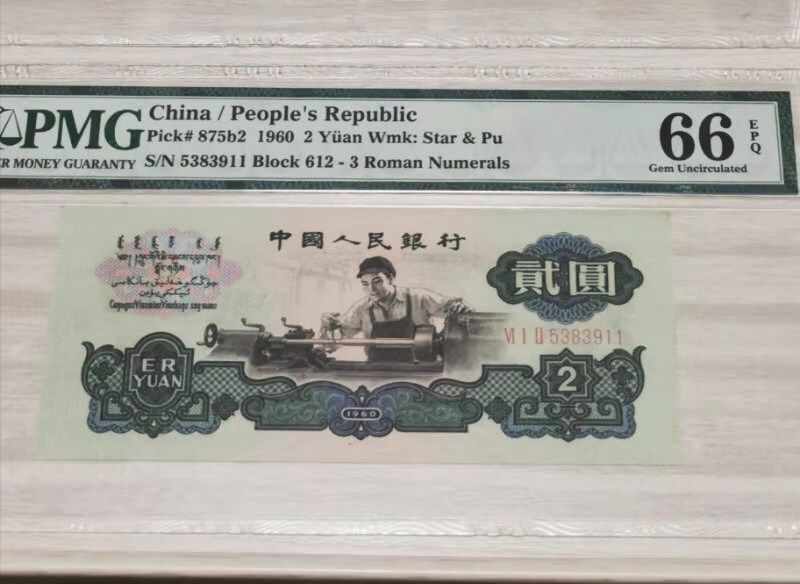 PMG
ER MONEY GUARANTY
China / People's Republic
Pick# 875b2 1960 2 Yüan Wmk: Star & Pu
S/N 5383911 Block 612 - 3 Roman Numerals
66
EPQ
Gem Uncirculated
中國人民銀行
貳圓
VI I II 5383911
ER
YUAN
1960
2